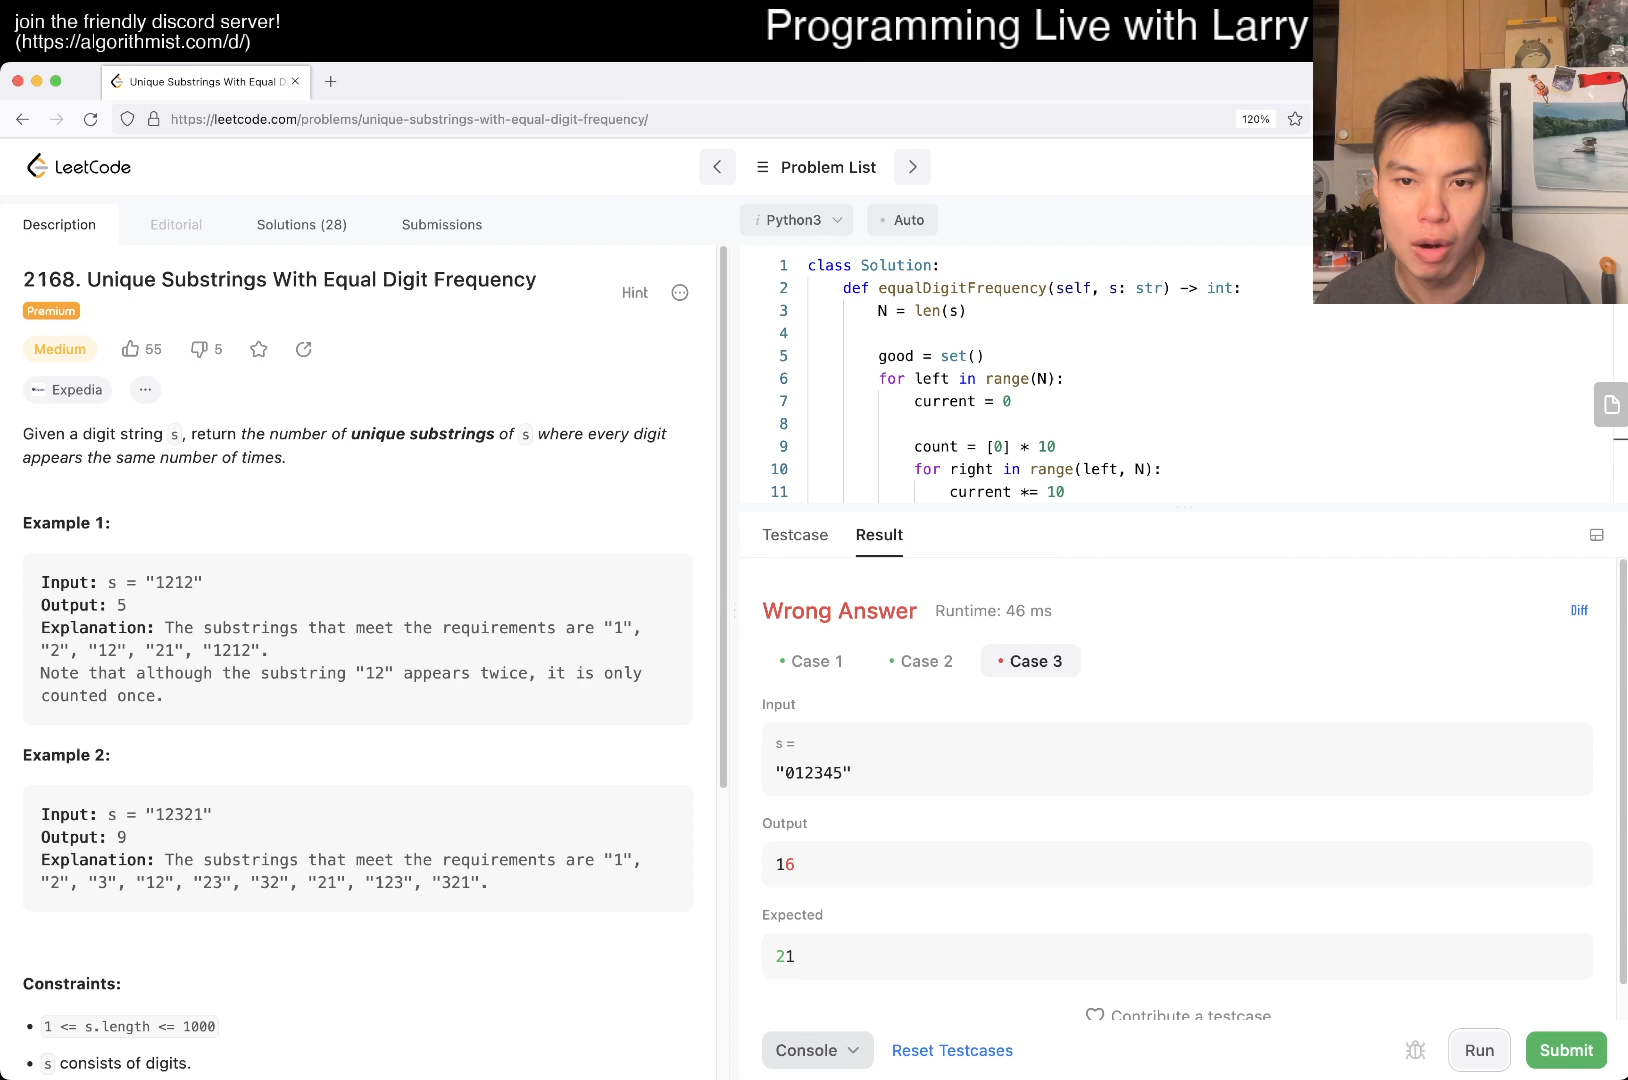 join the friendly discord server!
(https://algorithmist.com/d/)
Programming Live with Larry
Unique Substrings With Equal D
https://leetcode.com/problems/unique-substrings-with-equal-digit-frequency/
120%
LeetCode
Problem List
Description
Editorial
Solutions (28)
Submissions
2168. Unique Substrings With Equal Digit Frequency
Hint
Premium
Medium
55
5
Expedia
Given a digit string s, return the number of unique substrings of s where every digit
appears the same number of times.
Example 1:
Input: s = "1212"
Output: 5
Explanation: The substrings that meet the requirements are "1",
"2", "12", "21", "1212".
Note that although the substring "12" appears twice, it is only
counted once.
Example 2:
Input: s = "12321"
Output: 9
Explanation: The substrings that meet the requirements are "1",
"2", "3", "12", "23", "32", "21", "123", "321".
Constraints:
• 1 <= s.length <= 1000
• s consists of digits.
i Python3
• Auto
1 class Solution:
2 def equalDigitFrequency(self, s: str) -> int:
3 N = len(s)
4
5 good = set()
6 for left in range(N):
7 current = 0
8
9 count = [0] * 10
10 for right in range(left, N):
11 current *= 10
Testcase
Result
Wrong Answer
Runtime: 46 ms
Diff
• Case 1
• Case 2
• Case 3
Input
s =
"012345"
Output
16
Expected
21
Contribute a testcase
Console
Reset Testcases
Run
Submit